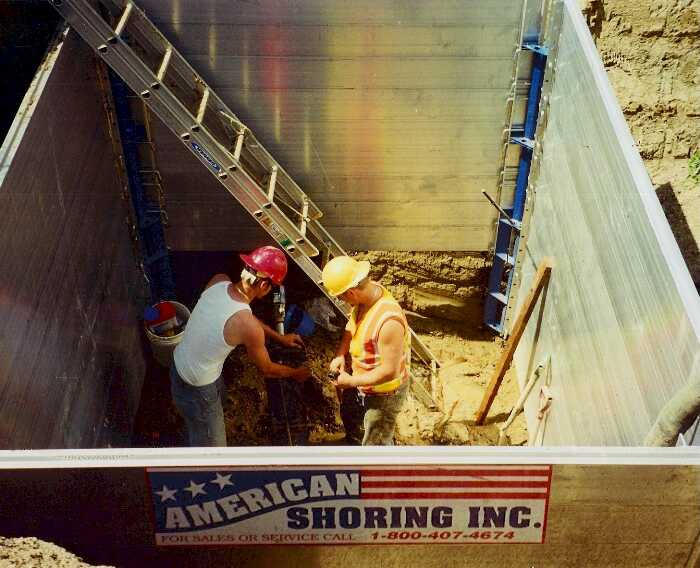 AMERICAN
SHORING INC.
FOR SALES OR SERVICE CALL 1-800-407-4674